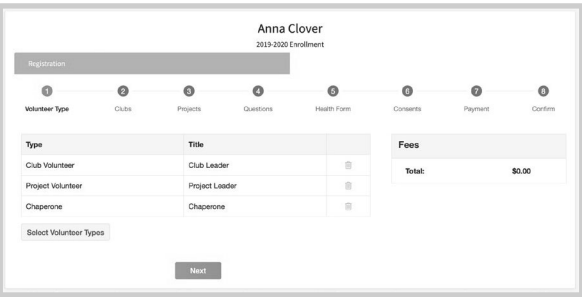 Anna Clover
2019-2020 Enrollment
Registration
1 2 3 4 5 6 7 8
Volunteer Type Clubs Projects Questions Health Form Consents Payment Confirm
Type Title
Club Volunteer Club Leader
Project Volunteer Project Leader
Chaperone Chaperone
Select Volunteer Types
Fees
Total: $0.00
Next